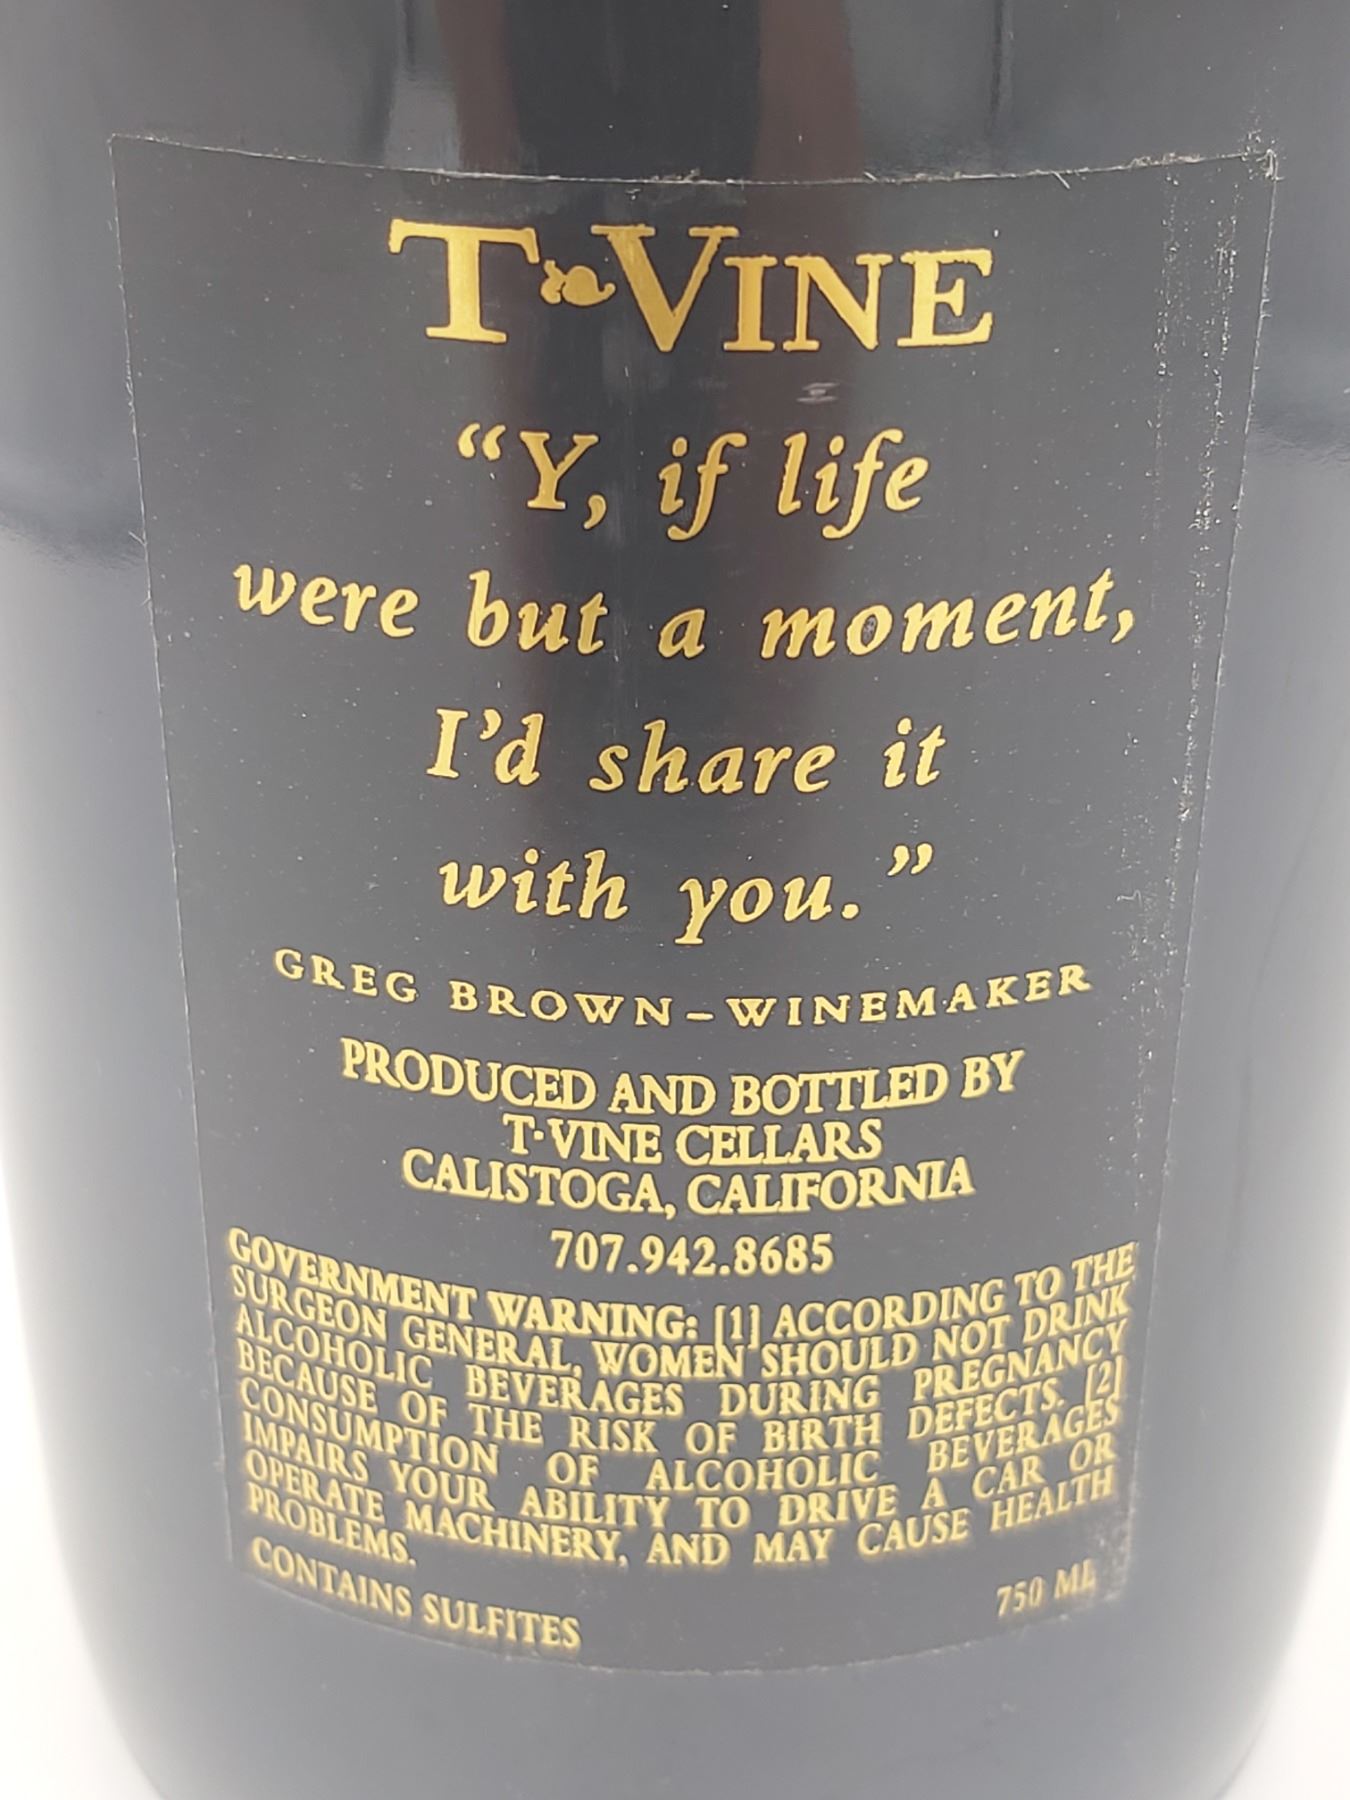 T❧VINE
“Y, if life
were but a moment,
I’d share it
with you.”
GREG BROWN–WINEMAKER
PRODUCED AND BOTTLED BY
T·VINE CELLARS
CALISTOGA, CALIFORNIA
707.942.8685
GOVERNMENT WARNING: [1] ACCORDING TO THE
SURGEON GENERAL, WOMEN SHOULD NOT DRINK
ALCOHOLIC BEVERAGES DURING PREGNANCY
BECAUSE OF THE RISK OF BIRTH DEFECTS. [2]
CONSUMPTION OF ALCOHOLIC BEVERAGES
IMPAIRS YOUR ABILITY TO DRIVE A CAR OR
OPERATE MACHINERY, AND MAY CAUSE HEALTH
PROBLEMS.
CONTAINS SULFITES 750 ML